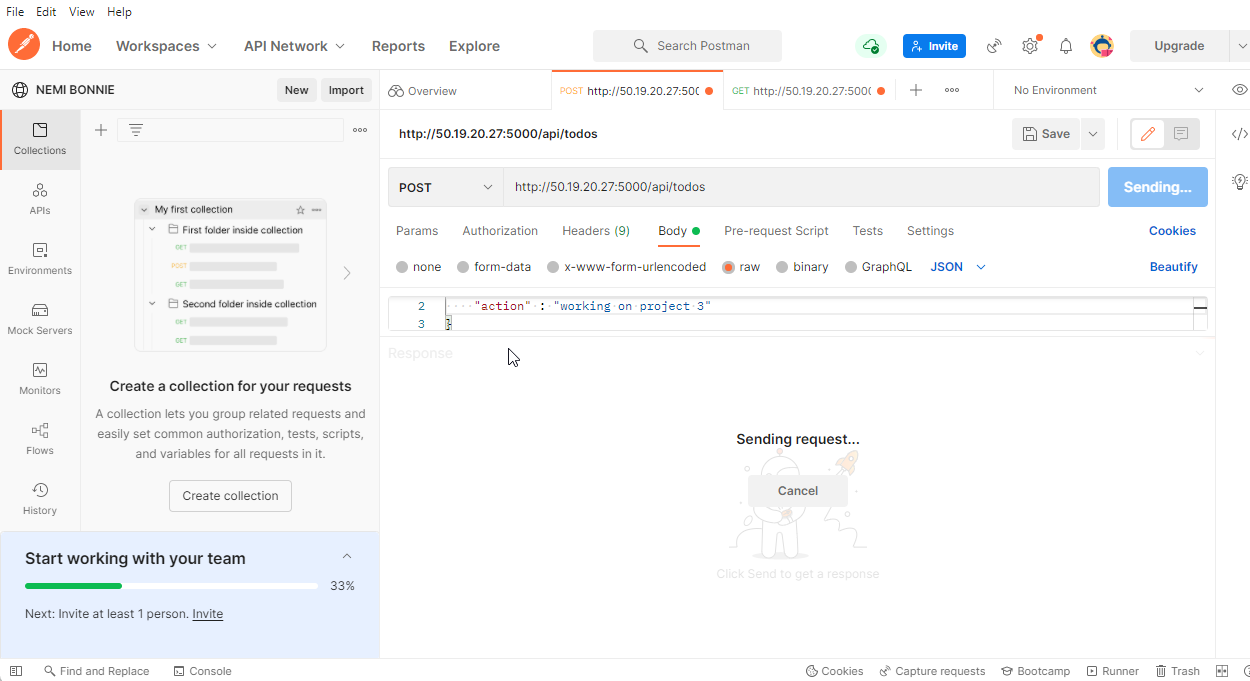 File Edit View Help
Home Workspaces API Network Reports Explore Search Postman Invite Upgrade
NEMI BONNIE New Import Overview POST http://50.19.20.27:500 GET http://50.19.20.27:500 No Environment
Collections
http://50.19.20.27:5000/api/todos Save
POST http://50.19.20.27:5000/api/todos Sending...
APIs
Environments
Mock Servers
Monitors
Flows
History
My first collection
First folder inside collection
GET
POST
GET
Second folder inside collection
GET
GET
Create a collection for your requests
A collection lets you group related requests and
easily set common authorization, tests, scripts,
and variables for all requests in it.
Create collection
Start working with your team
33%
Next: Invite at least 1 person. Invite
Params Authorization Headers (9) Body Pre-request Script Tests Settings Cookies
none form-data x-www-form-urlencoded raw binary GraphQL JSON Beautify
2 "action" : "working on project 3"
3 }
Response
Sending request...
Cancel
Click Send to get a response
Find and Replace Console Cookies Capture requests Bootcamp Runner Trash